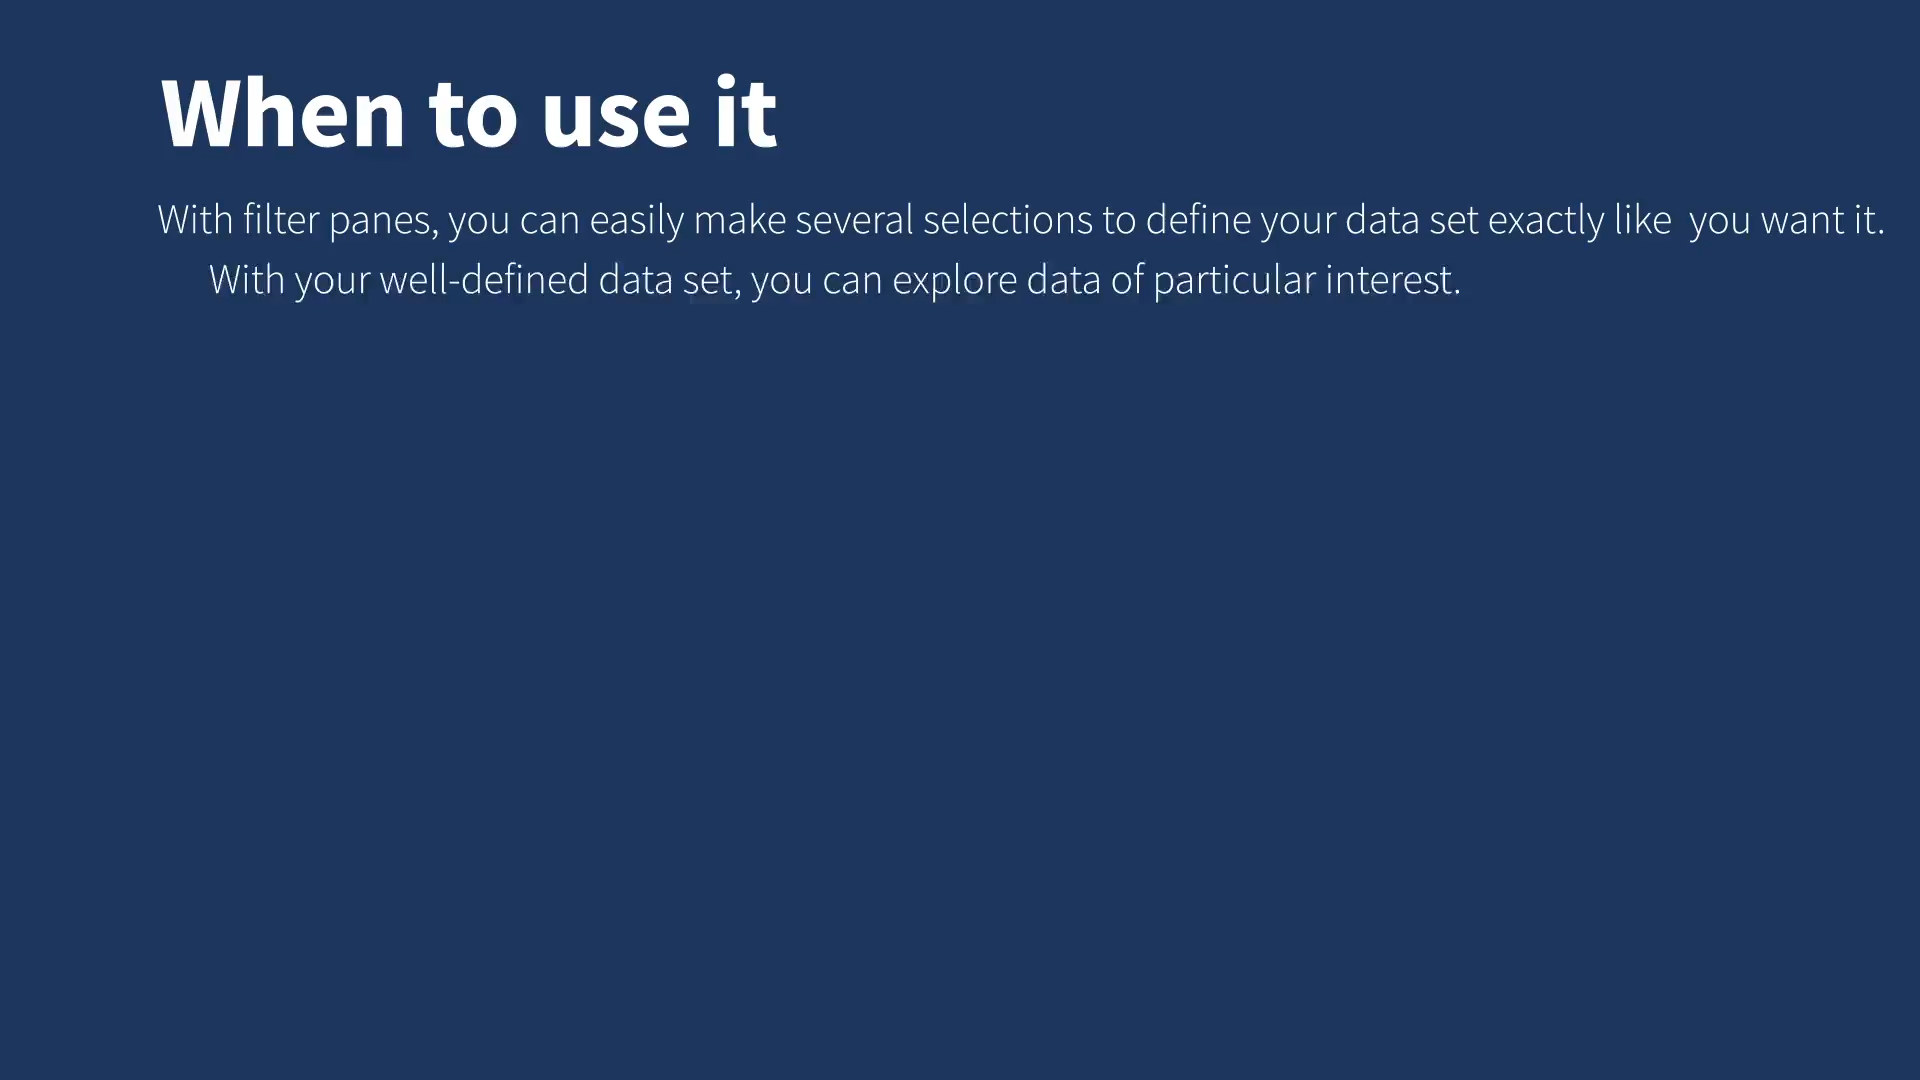 When to use it
With filter panes, you can easily make several selections to define your data set exactly like  you want it.
With your well-defined data set, you can explore data of particular interest.